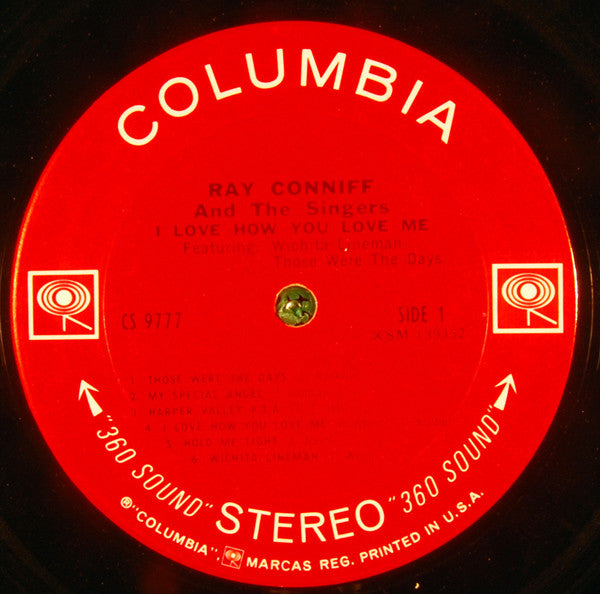 COLUMBIA
RAY CONNIFF
And The Singers
I LOVE HOW YOU LOVE ME
Featuring: Wichita Lineman
Those Were The Days
CS 9777
SIDE 1
XSM
1 THOSE WERE THE DAYS
2 MY SPECIAL ANGEL
3 HARPER VALLEY P.T.A.
4 I LOVE HOW YOU LOVE ME
5 HOLD ME TIGHT
6 WICHITA LINEMAN
"360 SOUND" STEREO "360 SOUND"
℗"COLUMBIA", MARCAS REG. PRINTED IN U.S.A.